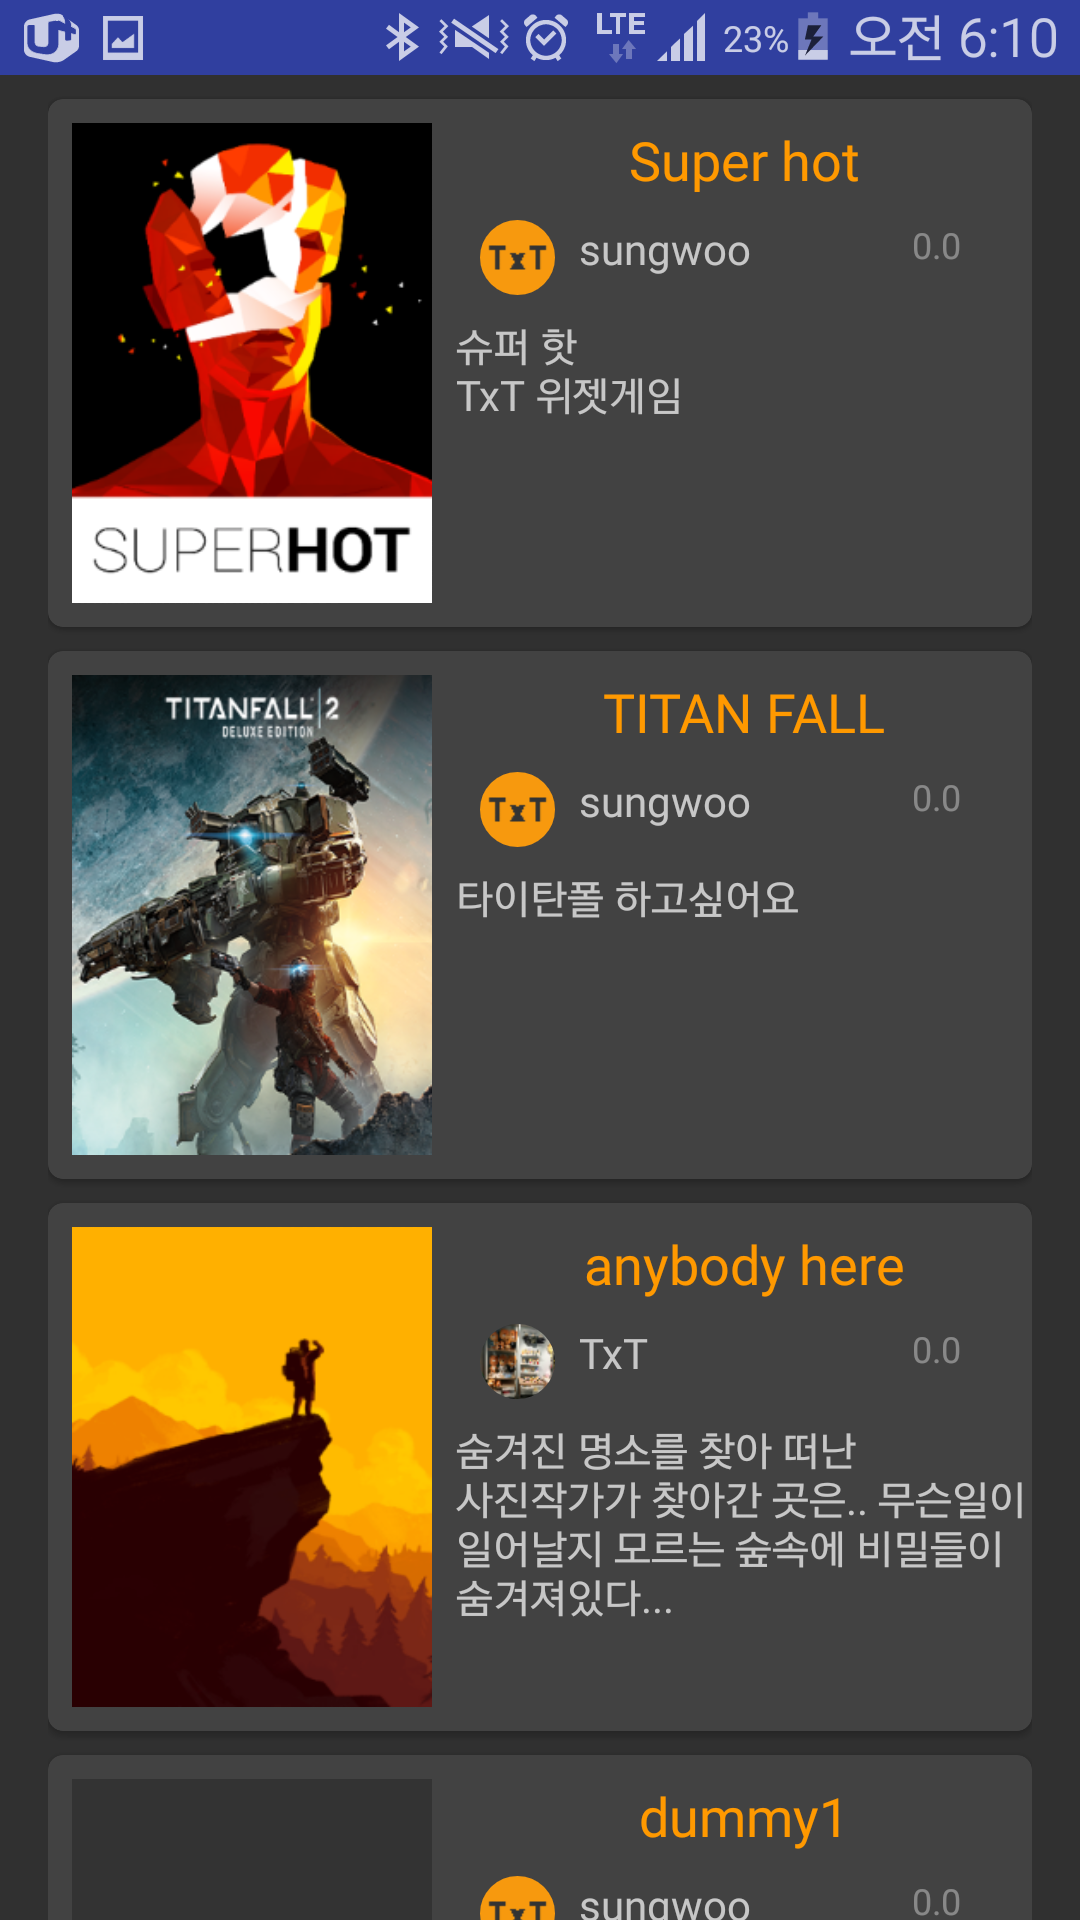 LTE 23% 오전 6:10
Super hot
TxT sungwoo 0.0
슈퍼 핫
TxT 위젯게임
SUPERHOT
TITANFALL 2
DELUXE EDITION
TITAN FALL
TxT sungwoo 0.0
타이탄폴 하고싶어요
anybody here
TxT 0.0
숨겨진 명소를 찾아 떠난
사진작가가 찾아간 곳은.. 무슨일이
일어날지 모르는 숲속에 비밀들이
숨겨져있다...
dummy1
TxT sungwoo 0.0